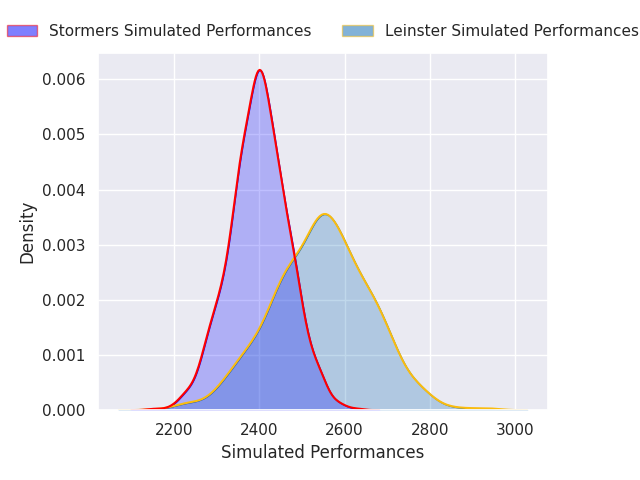 Stormers Simulated Performances Leinster Simulated Performances
0.006
0.005
0.004
0.003
0.002
0.001
0.000
Density
2200 2400 2600 2800 3000
Simulated Performances